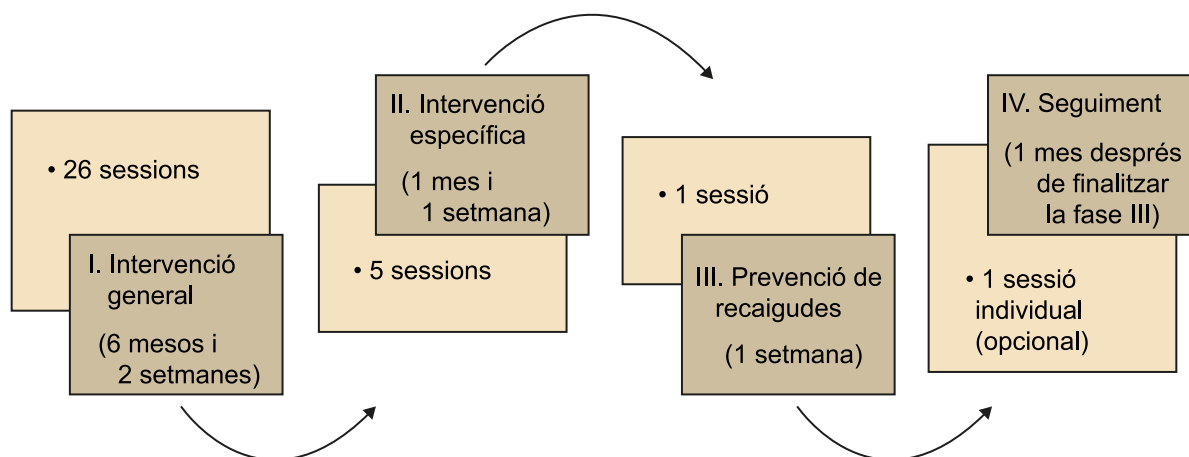 • 26 sessions
I. Intervenció
general
(6 mesos i
2 setmanes)
II. Intervenció
específica
(1 mes i
1 setmana)
• 5 sessions
• 1 sessió
III. Prevenció de
recaigudes
(1 setmana)
IV. Seguiment
(1 mes després
de finalitzar
la fase III)
• 1 sessió
individual
(opcional)